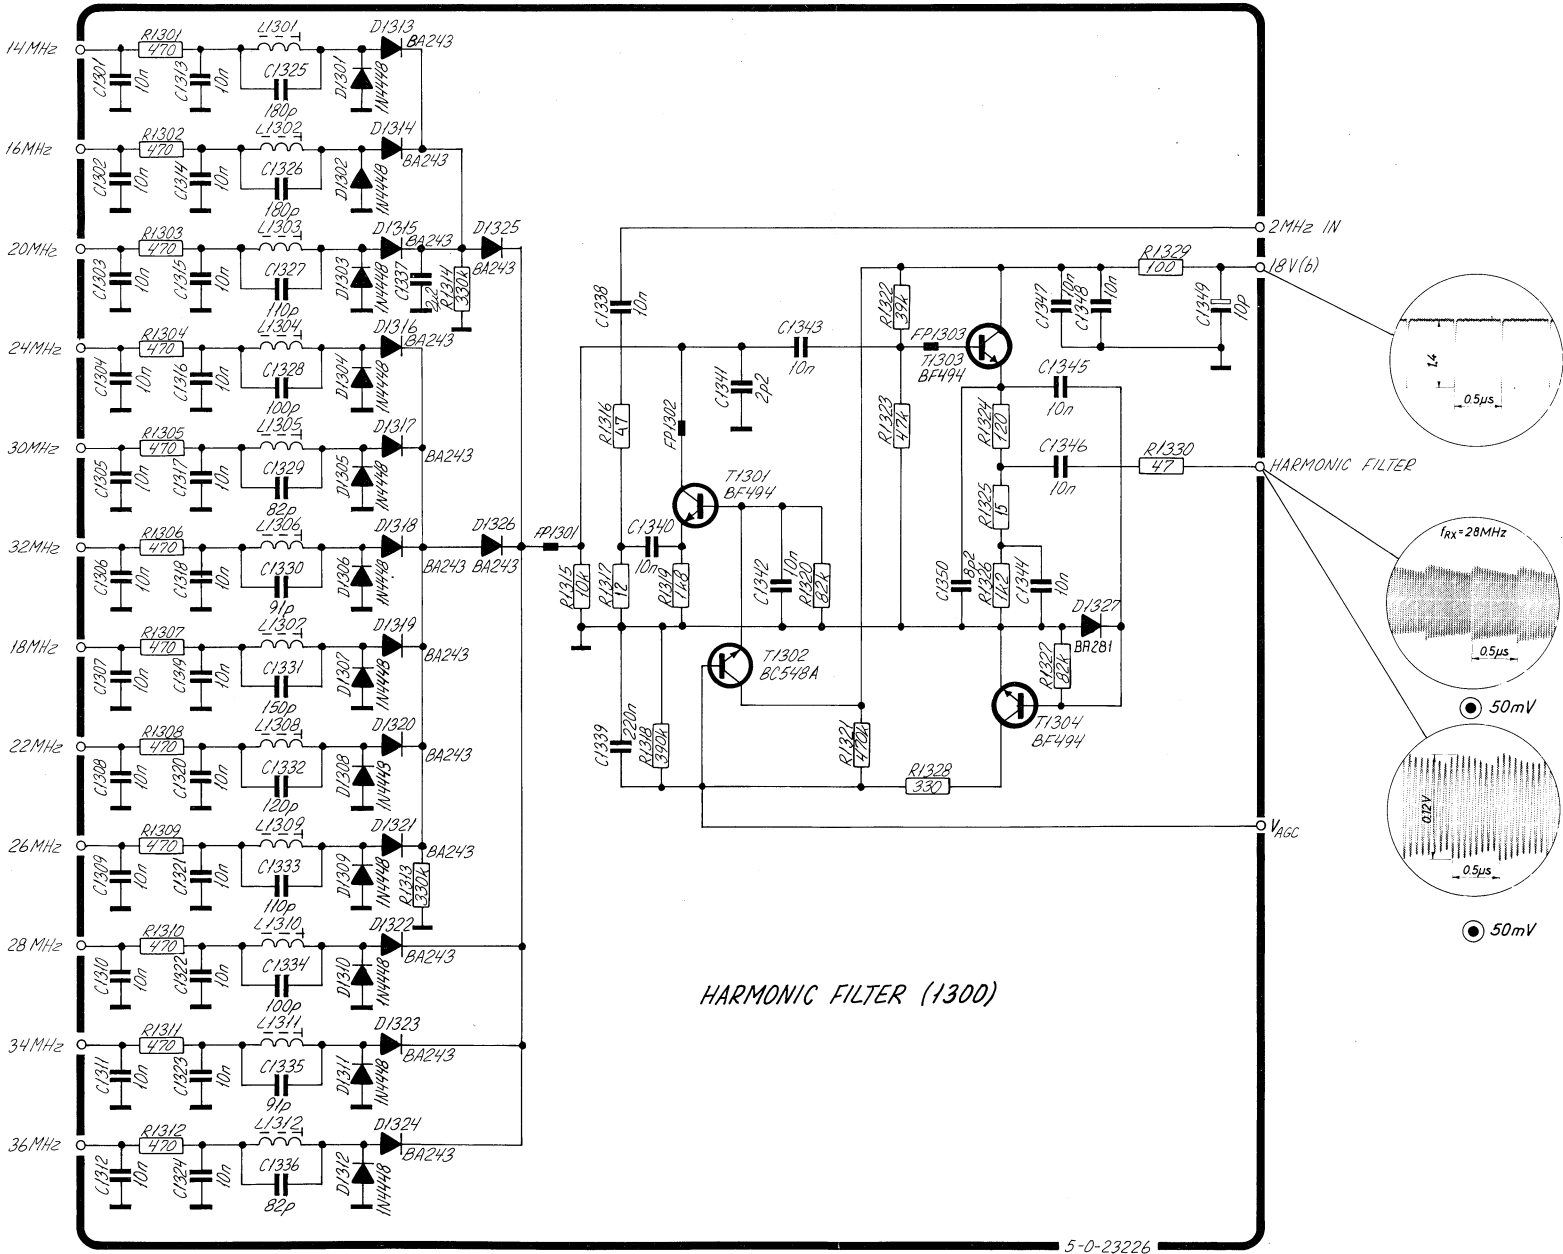 14MHz
R1301
470
C1301
10n
C1313
10n
L1301
C1325
180p
D1301
1N4448
D1313
BA243
16MHz
R1302
470
C1302
10n
C1314
10n
L1302
C1326
180p
D1302
1N4448
D1314
BA243
20MHz
R1303
470
C1303
10n
C1315
10n
L1303
C1327
110p
D1303
1N4448
D1315
BA243
C1337
2p2
R1314
330k
D1325
BA243
24MHz
R1304
470
C1304
10n
C1316
10n
L1304
C1328
100p
D1304
1N4448
D1316
BA243
30MHz
R1305
470
C1305
10n
C1317
10n
L1305
C1329
82p
D1305
1N4448
D1317
BA243
32MHz
R1306
470
C1306
10n
C1318
10n
L1306
C1330
91p
D1306
1N4448
D1318
BA243
D1326
BA243
FP1301
18MHz
R1307
470
C1307
10n
C1319
10n
L1307
C1331
150p
D1307
1N4448
D1319
BA243
22MHz
R1308
470
C1308
10n
C1320
10n
L1308
C1332
120p
D1308
1N4448
D1320
BA243
26MHz
R1309
470
C1309
10n
C1321
10n
L1309
C1333
110p
D1309
1N4448
D1321
BA243
R1313
330k
28MHz
R1310
470
C1310
10n
C1322
10n
L1310
C1334
100p
D1310
1N4448
D1322
BA243
34MHz
R1311
470
C1311
10n
C1323
10n
L1311
C1335
91p
D1311
1N4448
D1323
BA243
36MHz
R1312
470
C1312
10n
C1324
10n
L1312
C1336
82p
D1312
1N4448
D1324
BA243
2MHz IN
18V(b)
R1329
100
C1338
10n
R1322
39k
C1347
10n
C1348
10n
C1349
10p
C1343
10n
FP1303
T1303
BF494
C1341
2p2
C1345
10n
R1316
47
FP1302
R1323
47k
R1324
120
C1346
10n
R1330
47
HARMONIC FILTER
T1301
BF494
R1325
15
C1340
10n
R1315
10k
R1317
12
R1319
1k8
C1342
10n
R1320
82k
C1350
8p2
R1326
1k2
C1344
10n
D1327
BA281
T1302
BC548A
R1327
82k
T1304
BF494
C1339
220n
R1318
390k
R1321
470k
R1328
330
VAGC
1.4
0.5µs
fRX=28MHz
0.5µs
50mV
0.12V
0.5µs
50mV
HARMONIC FILTER (1300)
5-0-23226